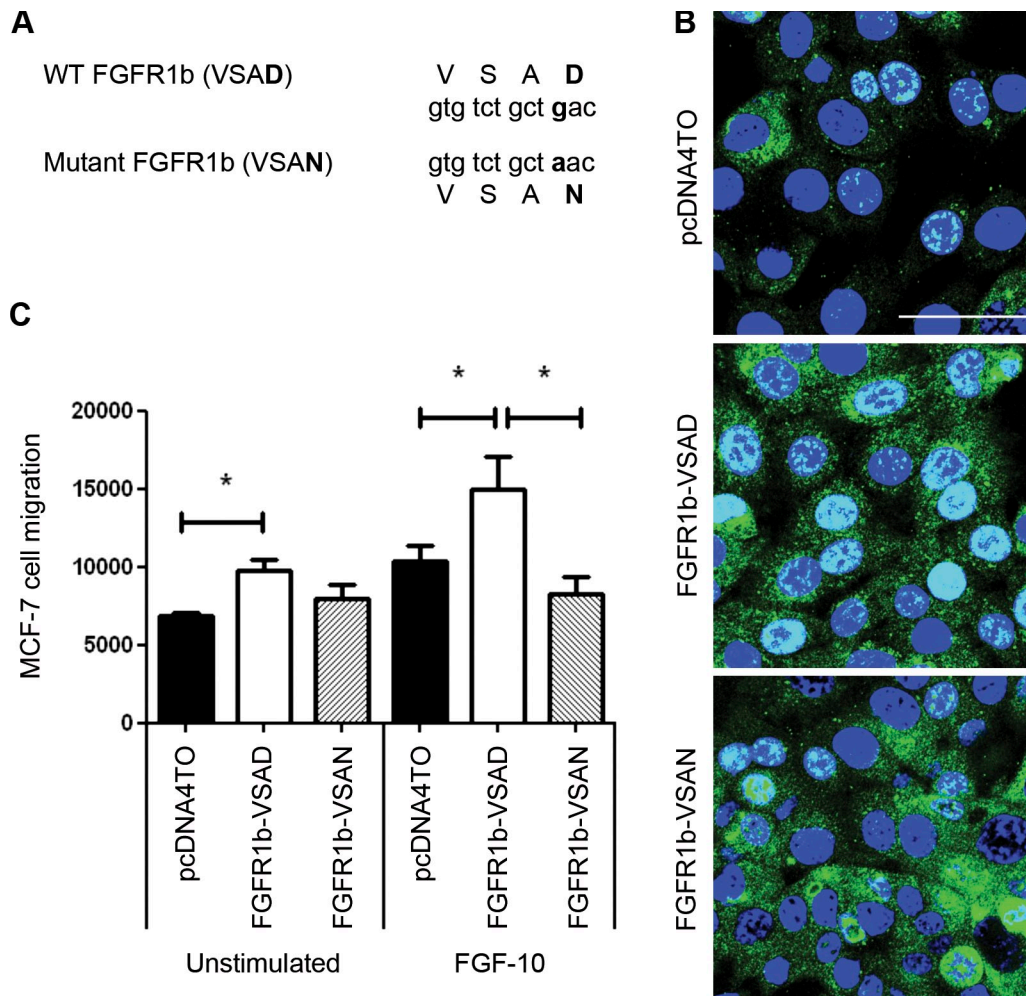 A
WT FGFR1b (VSAD) V S A D
gtg tct gct gac
Mutant FGFR1b (VSAN) gtg tct gct aac
V S A N
B
pcDNA4TO
FGFR1b-VSAD
FGFR1b-VSAN
C
MCF-7 cell migration
20000
15000
10000
5000
0
*
*
*
pcDNA4TO
FGFR1b-VSAD
FGFR1b-VSAN
pcDNA4TO
FGFR1b-VSAD
FGFR1b-VSAN
Unstimulated
FGF-10